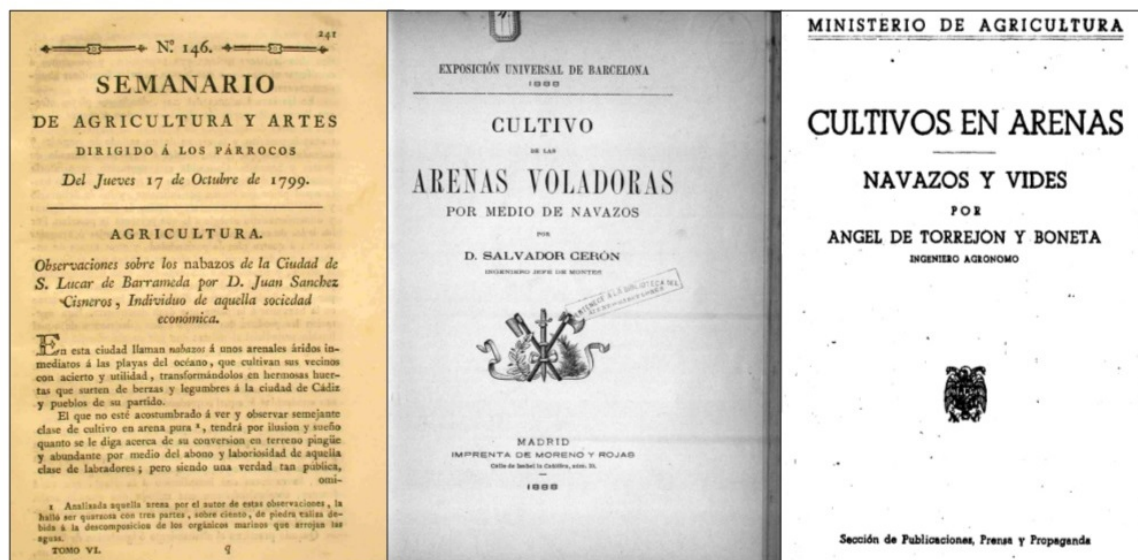 241
Nº. 146.
SEMANARIO
DE AGRICULTURA Y ARTES
DIRIGIDO Á LOS PÁRROCOS
Del Jueves 17 de Octubre de 1799.
AGRICULTURA.
Observaciones sobre los nabazos de la Ciudad de
S. Lucar de Barrameda por D. Juan Sanchez
Cisneros, Individuo de aquella sociedad
económica.
En esta ciudad llaman nabazos á unos arenales áridos in-
mediatos á las playas del océano, que cultivan sus vecinos
con acierto y utilidad, transformándolos en hermosas huer-
tas que surten de berzas y legumbres á la ciudad de Cádiz
y pueblos de su partido.
El que no esté acostumbrado á ver y observar semejante
clase de cultivo en arena pura 1, tendrá por ilusion y sueño
quanto se le diga acerca de su conversion en terreno pingüe
y abundante por medio del abono y laboriosidad de aquella
clase de labradores; pero siendo una verdad tan pública,
omi-
1 Analizada aquella arena por el autor de estas observaciones, la
halló ser quarzosa con tres partes, sobre ciento, de piedra caliza de-
bida á la descomposicion de los orgánicos marinos que arrojan las
aguas.
TOMO VI.
EXPOSICIÓN UNIVERSAL DE BARCELONA
1888
CULTIVO
DE LAS
ARENAS VOLADORAS
POR MEDIO DE NAVAZOS
POR
D. SALVADOR CERÓN
INGENIERO JEFE DE MONTES
MADRID
IMPRENTA DE MORENO Y ROJAS
Calle de Isabel la Católica, núm. 10.
1888
MINISTERIO DE AGRICULTURA
CULTIVOS EN ARENAS
NAVAZOS Y VIDES
POR
ANGEL DE TORREJON Y BONETA
INGENIERO AGRONOMO
Sección de Publicaciones, Prensa y Propaganda